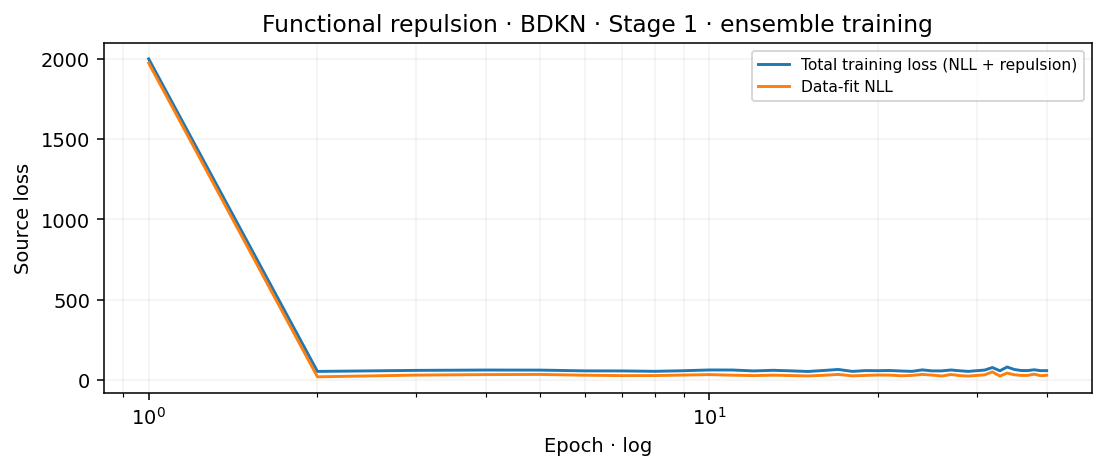 Functional repulsion · BDKN · Stage 1 · ensemble training
Total training loss (NLL + repulsion)
Data-fit NLL
Source loss
2000
1500
1000
500
0
10⁰
10¹
Epoch · log